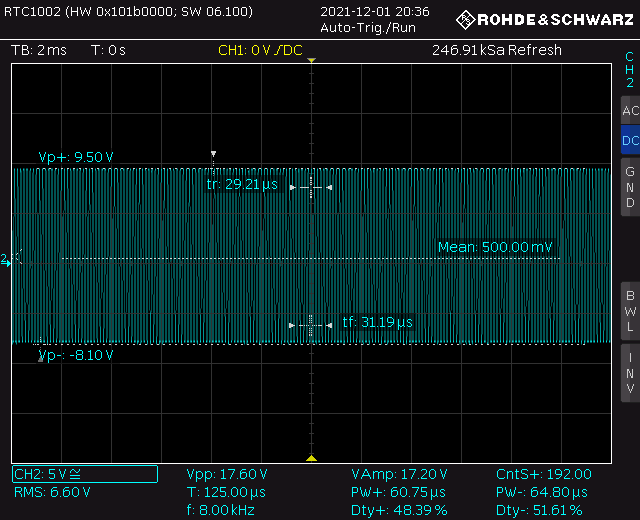 RTC1002 (HW 0x101b0000; SW 06.100)
2021-12-01 20:36
Auto-Trig./Run
ROHDE&SCHWARZ
TB: 2 ms T: 0 s CH1: 0 V / DC 246.91 kSa Refresh
CH2
AC
DC
GND
BWL
INV
Vp+: 9.50 V
tr: 29.21 µs
Mean: 500.00 mV
2
tf: 31.19 µs
Vp-: -8.10 V
CH2: 5 V Vpp: 17.60 V VAmp: 17.20 V CntS+: 192.00
RMS: 6.60 V T: 125.00 µs PW+: 60.75 µs PW-: 64.80 µs
f: 8.00 kHz Dty+: 48.39 % Dty-: 51.61 %